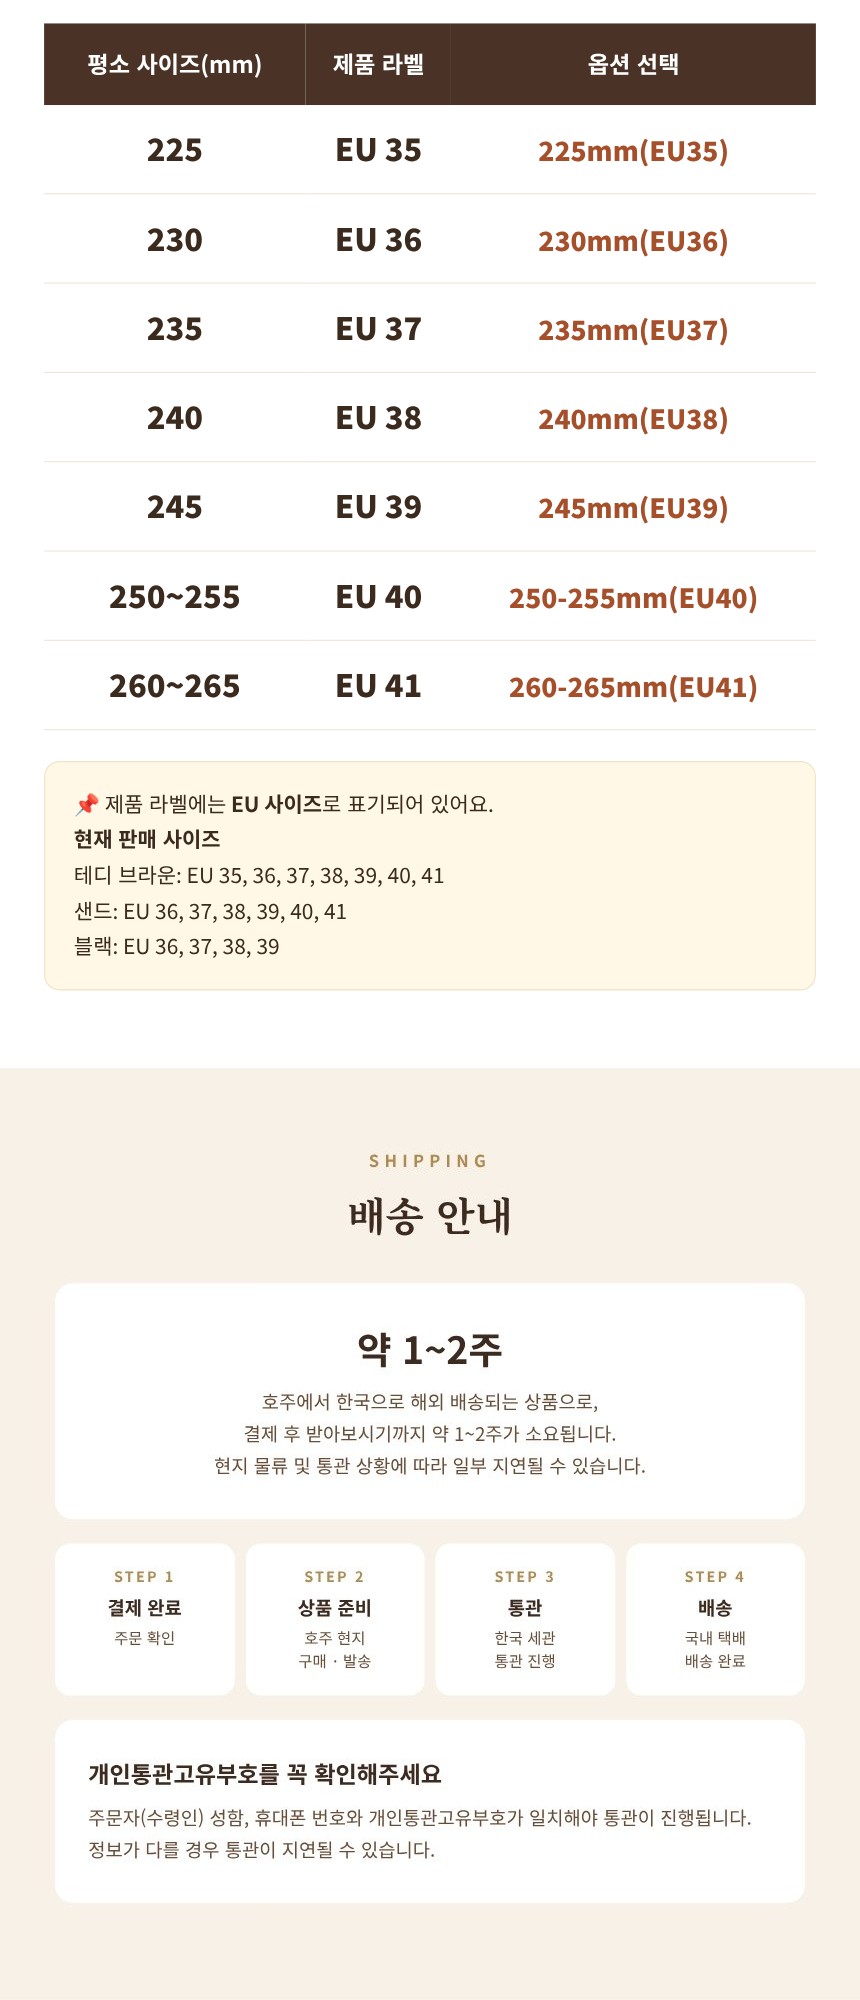 평소 사이즈(mm) 제품 라벨 옵션 선택
225 EU 35 225mm(EU35)
230 EU 36 230mm(EU36)
235 EU 37 235mm(EU37)
240 EU 38 240mm(EU38)
245 EU 39 245mm(EU39)
250~255 EU 40 250-255mm(EU40)
260~265 EU 41 260-265mm(EU41)
📌 제품 라벨에는 EU 사이즈로 표기되어 있어요.
현재 판매 사이즈
테디 브라운: EU 35, 36, 37, 38, 39, 40, 41
샌드: EU 36, 37, 38, 39, 40, 41
블랙: EU 36, 37, 38, 39
SHIPPING
배송 안내
약 1~2주
호주에서 한국으로 해외 배송되는 상품으로,
결제 후 받아보시기까지 약 1~2주가 소요됩니다.
현지 물류 및 통관 상황에 따라 일부 지연될 수 있습니다.
STEP 1
결제 완료
주문 확인
STEP 2
상품 준비
호주 현지
구매 · 발송
STEP 3
통관
한국 세관
통관 진행
STEP 4
배송
국내 택배
배송 완료
개인통관고유부호를 꼭 확인해주세요
주문자(수령인) 성함, 휴대폰 번호와 개인통관고유부호가 일치해야 통관이 진행됩니다.
정보가 다를 경우 통관이 지연될 수 있습니다.